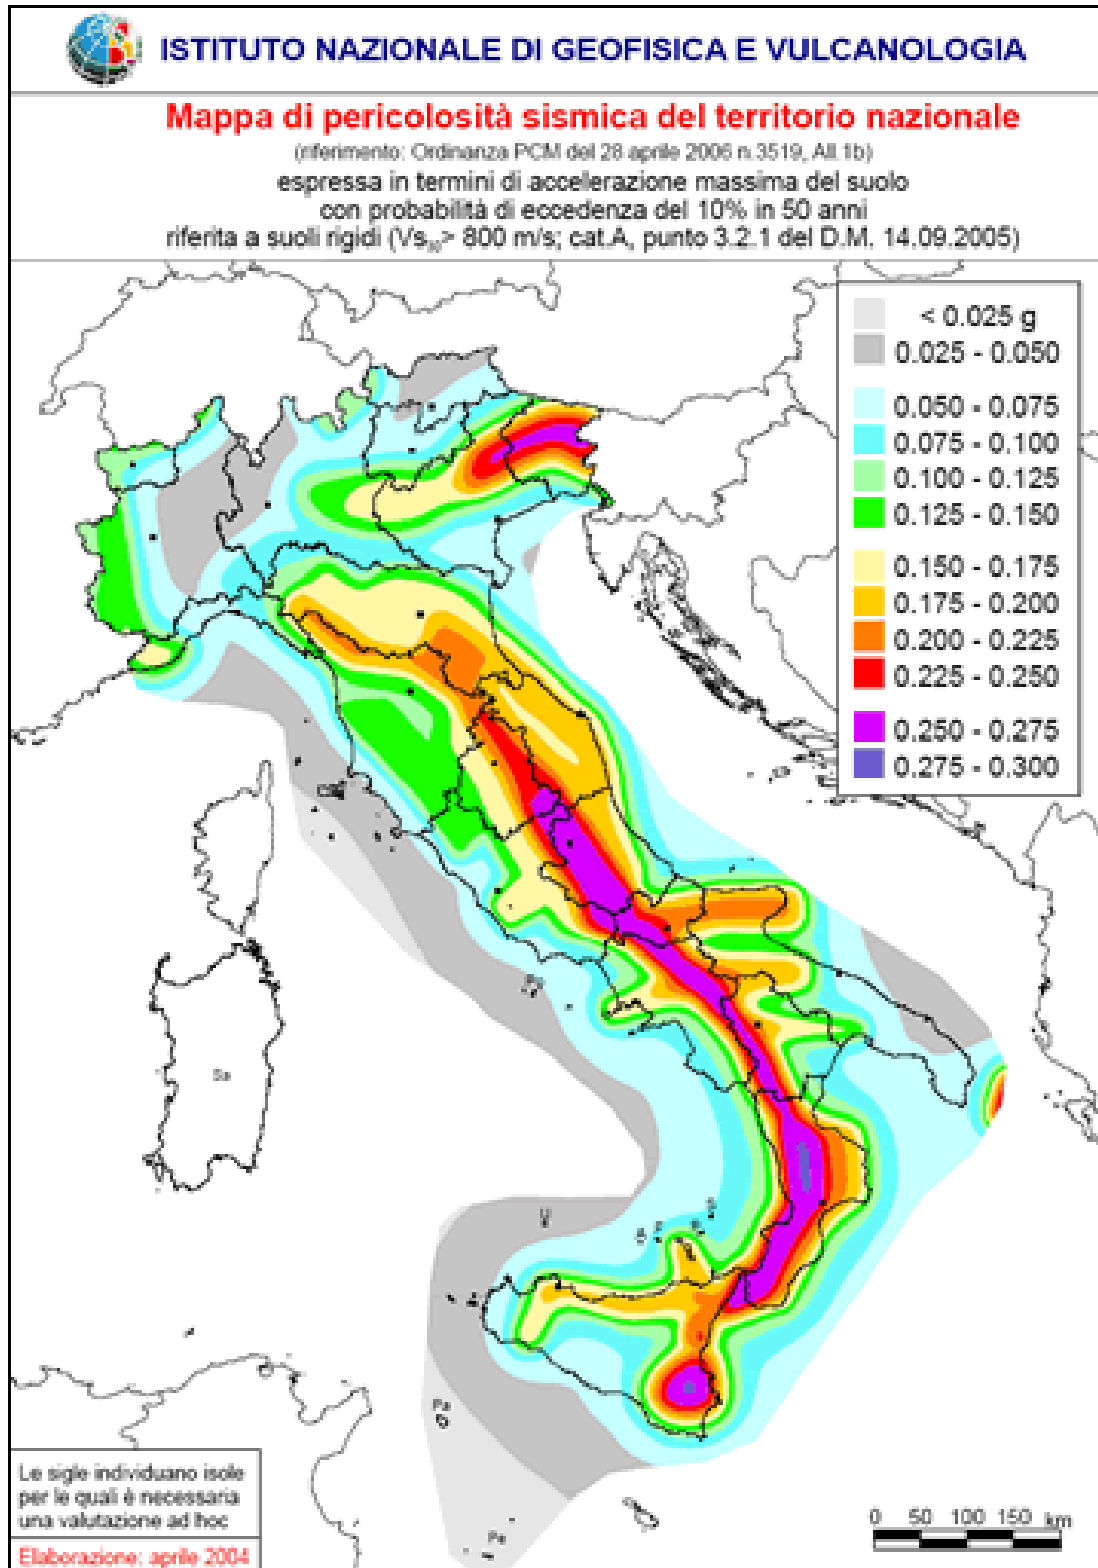 ISTITUTO NAZIONALE DI GEOFISICA E VULCANOLOGIA
Mappa di pericolosità sismica del territorio nazionale
(riferimento: Ordinanza PCM del 28 aprile 2006 n.3519, All.1b)
espressa in termini di accelerazione massima del suolo
con probabilità di eccedenza del 10% in 50 anni
riferita a suoli rigidi (Vs₃₀> 800 m/s; cat.A, punto 3.2.1 del D.M. 14.09.2005)
< 0.025 g
0.025 - 0.050
0.050 - 0.075
0.075 - 0.100
0.100 - 0.125
0.125 - 0.150
0.150 - 0.175
0.175 - 0.200
0.200 - 0.225
0.225 - 0.250
0.250 - 0.275
0.275 - 0.300
Sa
U
Pa
Pe
Le sigle individuano isole
per le quali è necessaria
una valutazione ad hoc
Elaborazione: aprile 2004
0 50 100 150 km